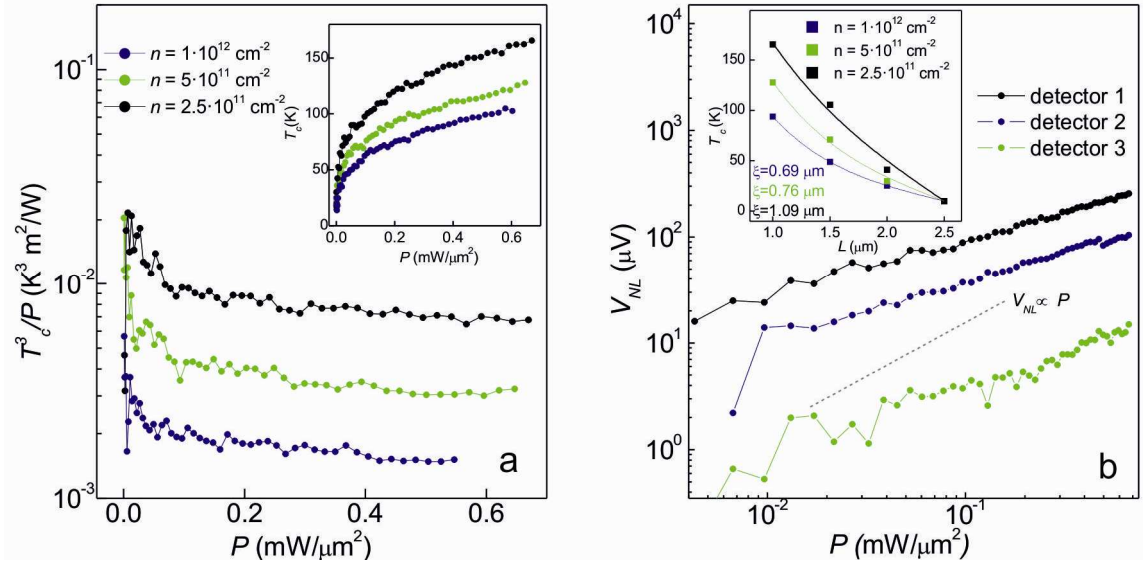 n = 1·10¹² cm⁻²
n = 5·10¹¹ cm⁻²
n = 2.5·10¹¹ cm⁻²
T³c/P (K³ m²/W)
10⁻¹
10⁻²
10⁻³
0.0 0.2 0.4 0.6
P (mW/μm²)
a
Tc(K)
150
100
50
0.0 0.2 0.4 0.6
P (mW/μm²)
VNL (μV)
10⁴
10³
10²
10¹
10⁰
10⁻² 10⁻¹
P (mW/μm²)
b
detector 1
detector 2
detector 3
VNL ∝ P
n = 1·10¹² cm⁻²
n = 5·10¹¹ cm⁻²
n = 2.5·10¹¹ cm⁻²
Tc (K)
150
100
50
0
ξ=0.69 μm
ξ=0.76 μm
ξ=1.09 μm
1.0 1.5 2.0 2.5
L (μm)